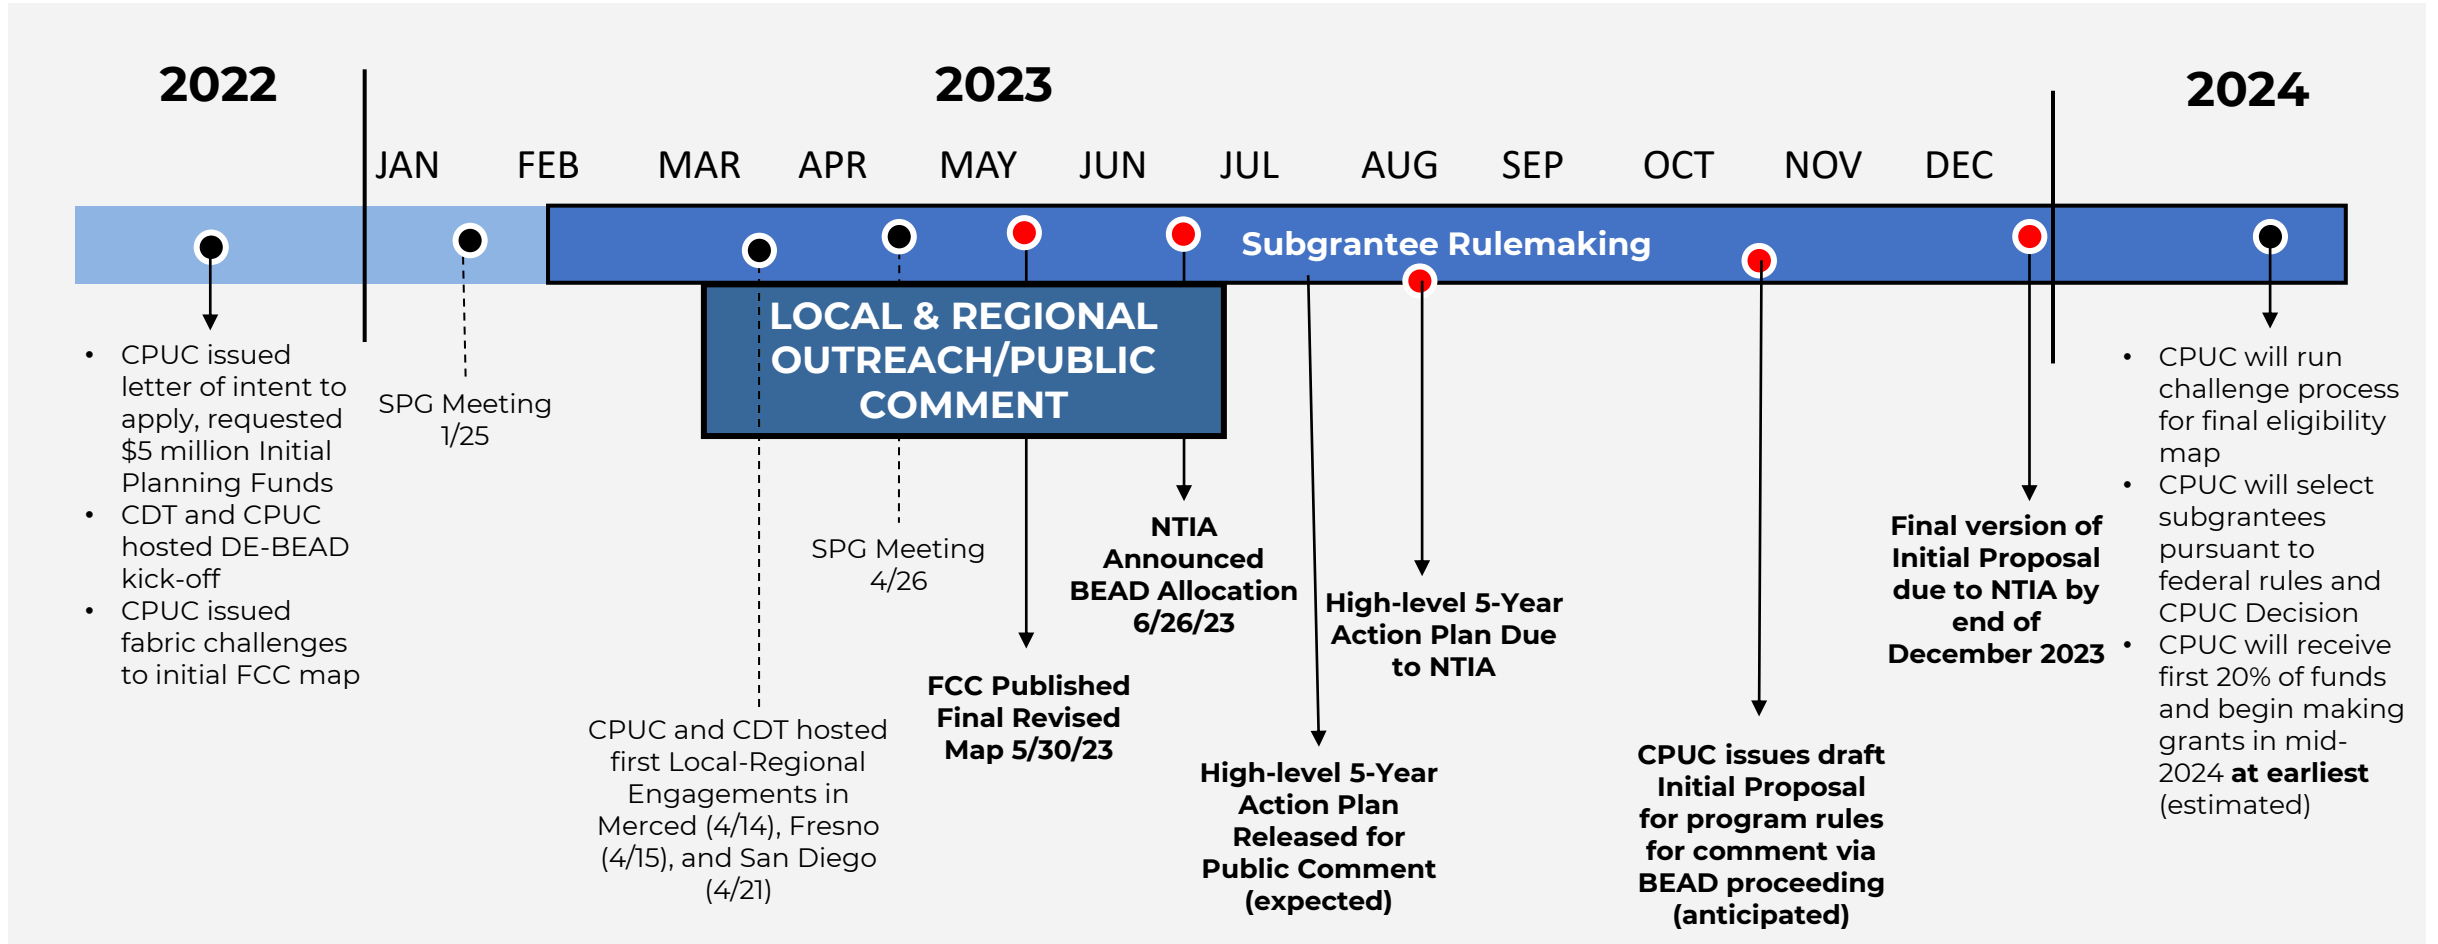 2022
2023
2024
JAN FEB MAR APR MAY JUN JUL AUG SEP OCT NOV DEC
Subgrantee Rulemaking
LOCAL & REGIONAL
OUTREACH/PUBLIC
COMMENT
• CPUC issued
letter of intent to
apply, requested
$5 million Initial
Planning Funds
• CDT and CPUC
hosted DE-BEAD
kick-off
• CPUC issued
fabric challenges
to initial FCC map
SPG Meeting
1/25
CPUC and CDT hosted
first Local-Regional
Engagements in
Merced (4/14), Fresno
(4/15), and San Diego
(4/21)
SPG Meeting
4/26
FCC Published
Final Revised
Map 5/30/23
NTIA
Announced
BEAD Allocation
6/26/23
High-level 5-Year
Action Plan
Released for
Public Comment
(expected)
High-level 5-Year
Action Plan Due
to NTIA
CPUC issues draft
Initial Proposal
for program rules
for comment via
BEAD proceeding
(anticipated)
Final version of
Initial Proposal
due to NTIA by
end of
December 2023
• CPUC will run
challenge process
for final eligibility
map
• CPUC will select
subgrantees
pursuant to
federal rules and
CPUC Decision
• CPUC will receive
first 20% of funds
and begin making
grants in mid-
2024 at earliest
(estimated)